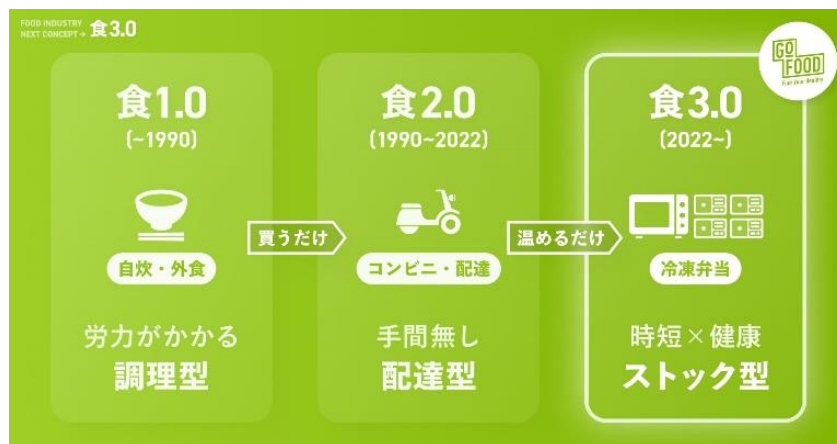 FOOD INDUSTRY
NEXT CONCEPT→ 食3.0
GO
FOOD
食1.0
(~1990)
自炊・外食
労力がかかる
調理型
買うだけ
食2.0
(1990~2022)
コンビニ・配達
手間無し
配達型
温めるだけ
食3.0
(2022~)
冷凍弁当
時短×健康
ストック型